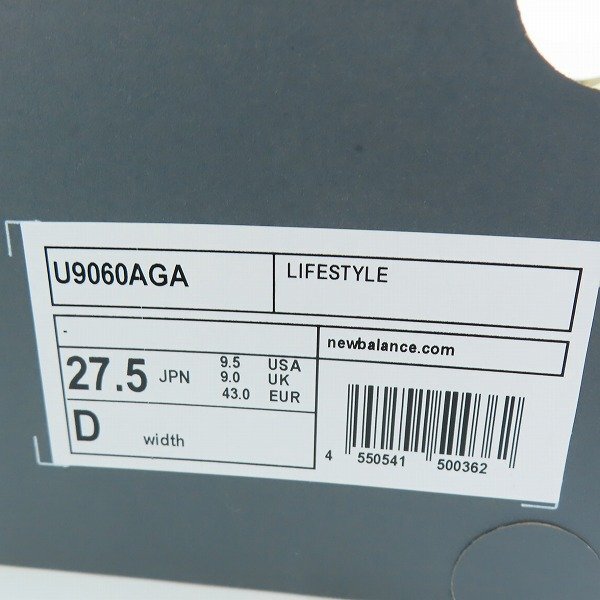 U9060AGA
LIFESTYLE
-
newbalance.com
27.5 JPN
9.5 USA
9.0 UK
43.0 EUR
D width
4 550541 500362